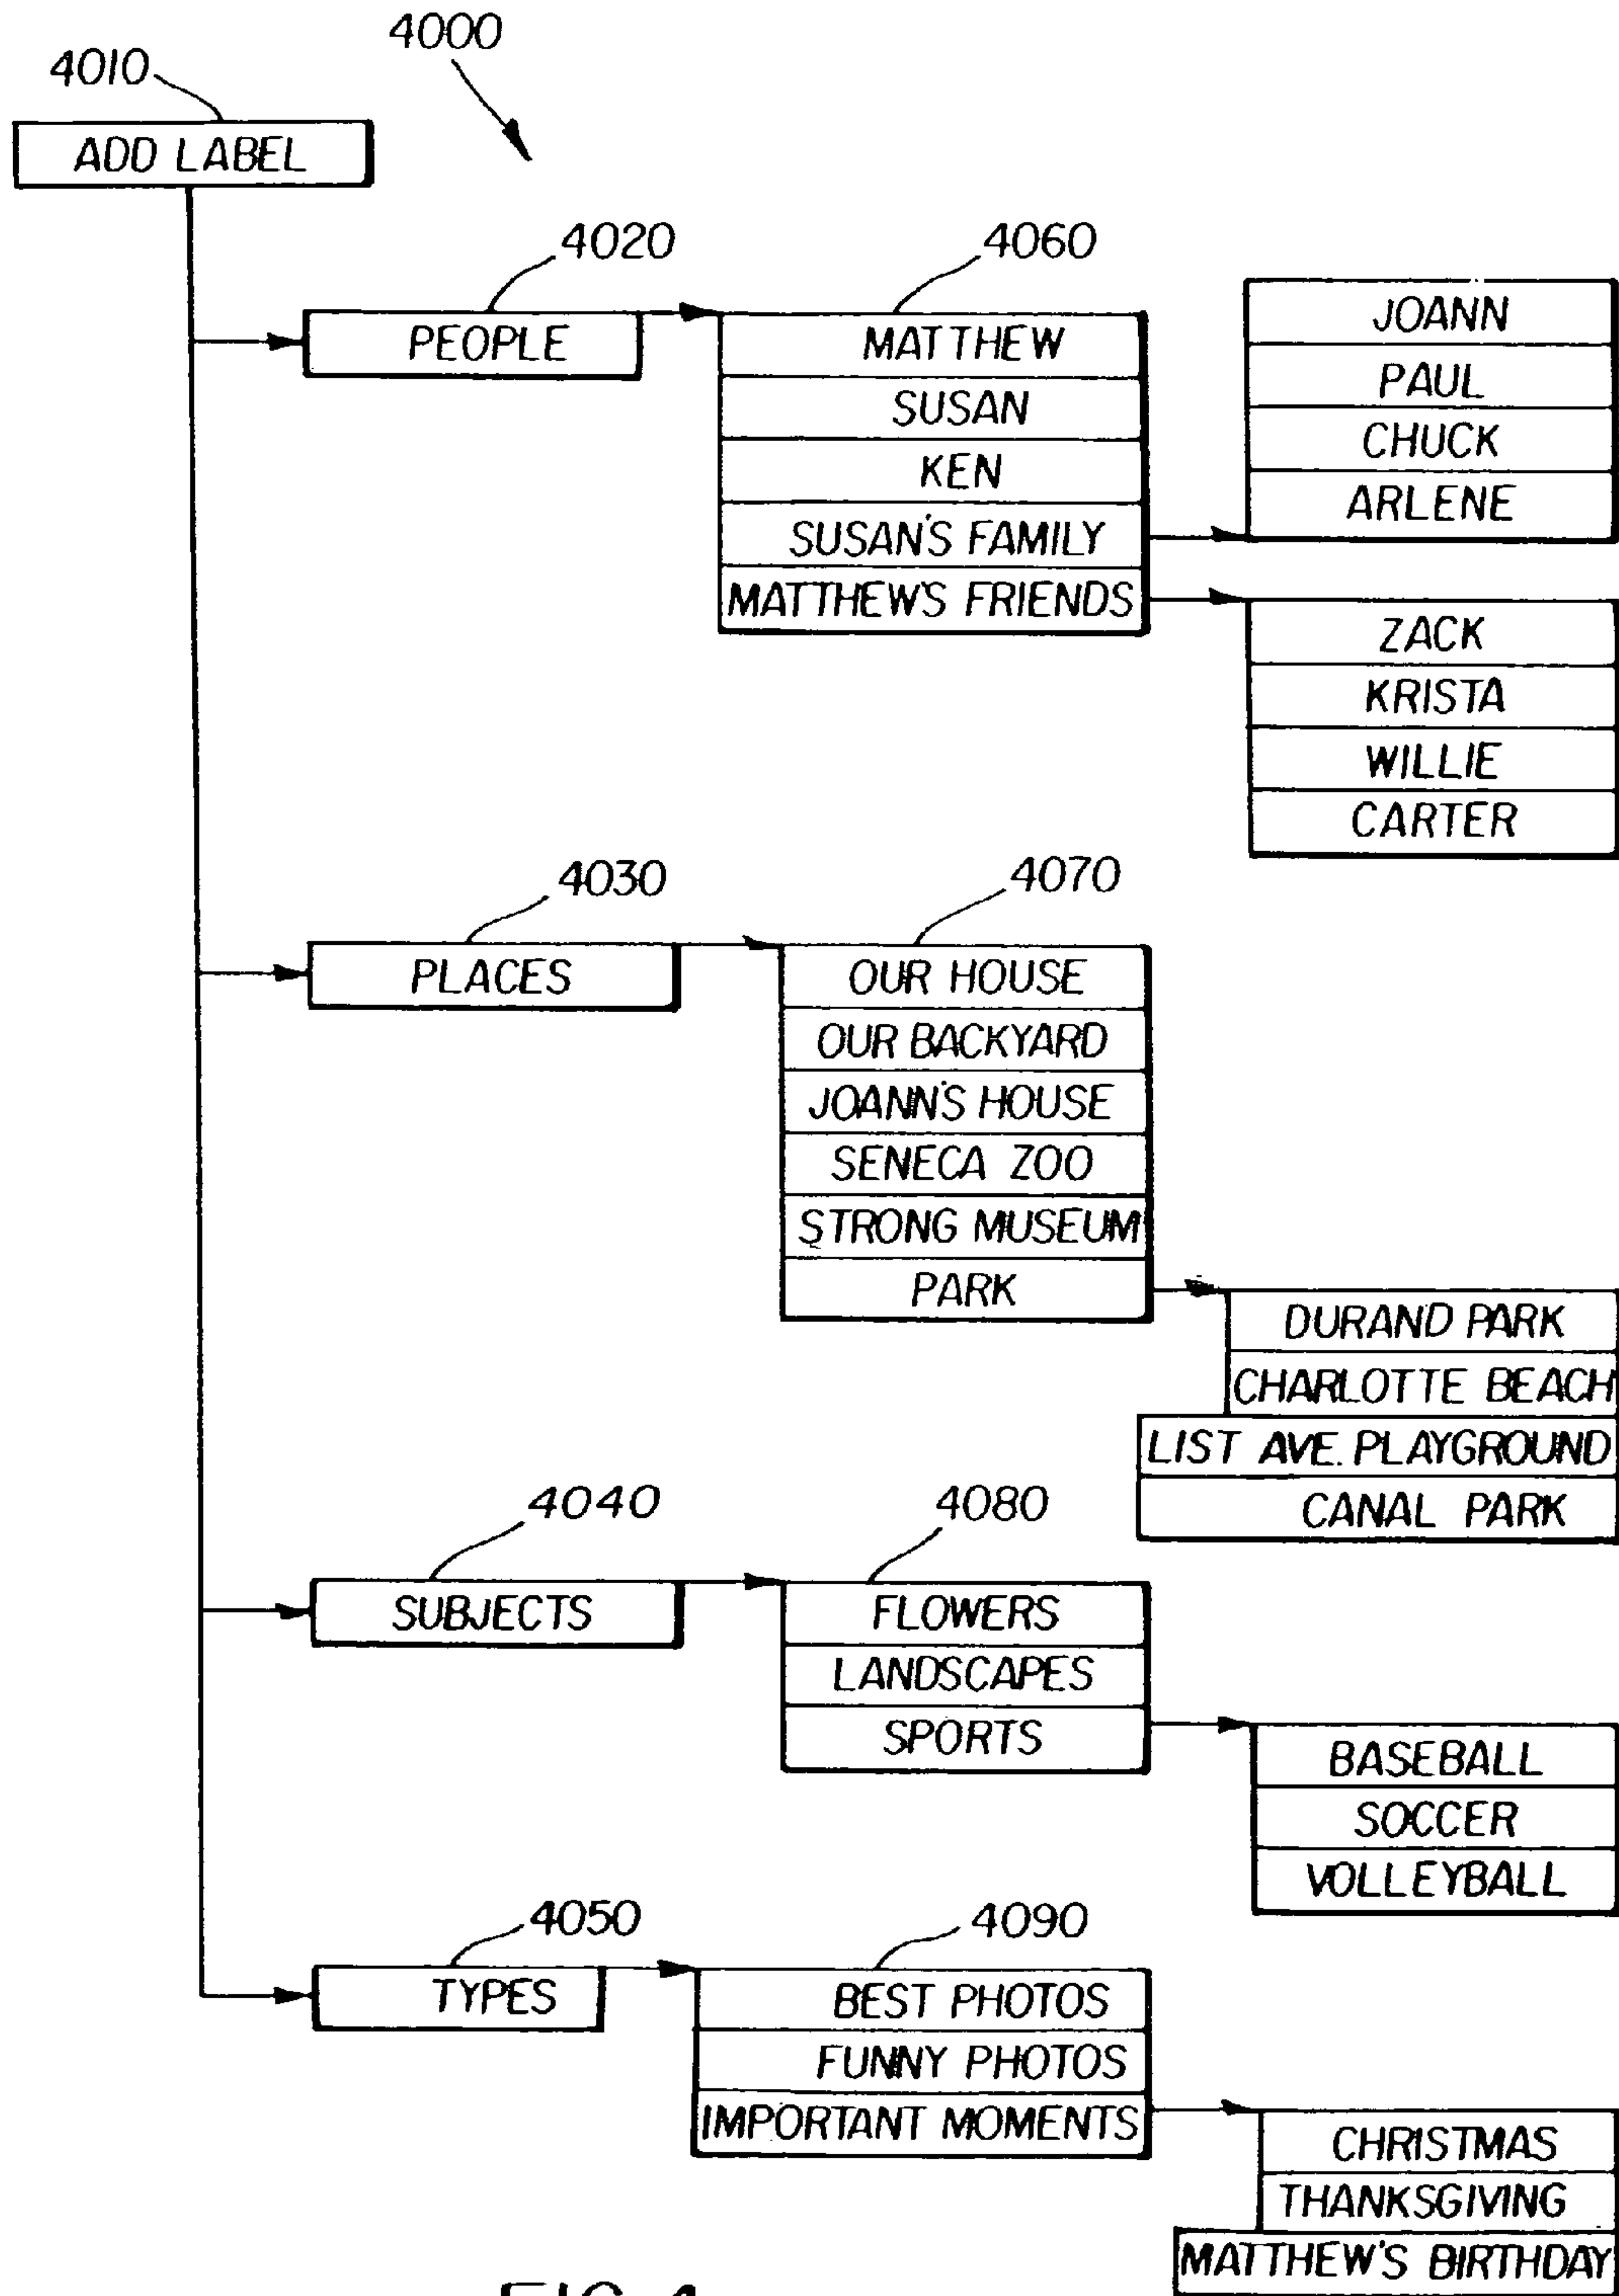 4000
4010
ADD LABEL
4020
4060
PEOPLE
MATTHEW
SUSAN
KEN
SUSAN'S FAMILY
MATTHEW'S FRIENDS
JOANN
PAUL
CHUCK
ARLENE
ZACK
KRISTA
WILLIE
CARTER
4030
4070
PLACES
OUR HOUSE
OUR BACKYARD
JOANN'S HOUSE
SENECA ZOO
STRONG MUSEUM
PARK
DURAND PARK
CHARLOTTE BEACH
LIST AVE. PLAYGROUND
CANAL PARK
4040
4080
SUBJECTS
FLOWERS
LANDSCAPES
SPORTS
BASEBALL
SOCCER
VOLLEYBALL
4050
4090
TYPES
BEST PHOTOS
FUNNY PHOTOS
IMPORTANT MOMENTS
CHRISTMAS
THANKSGIVING
MATTHEW'S BIRTHDAY